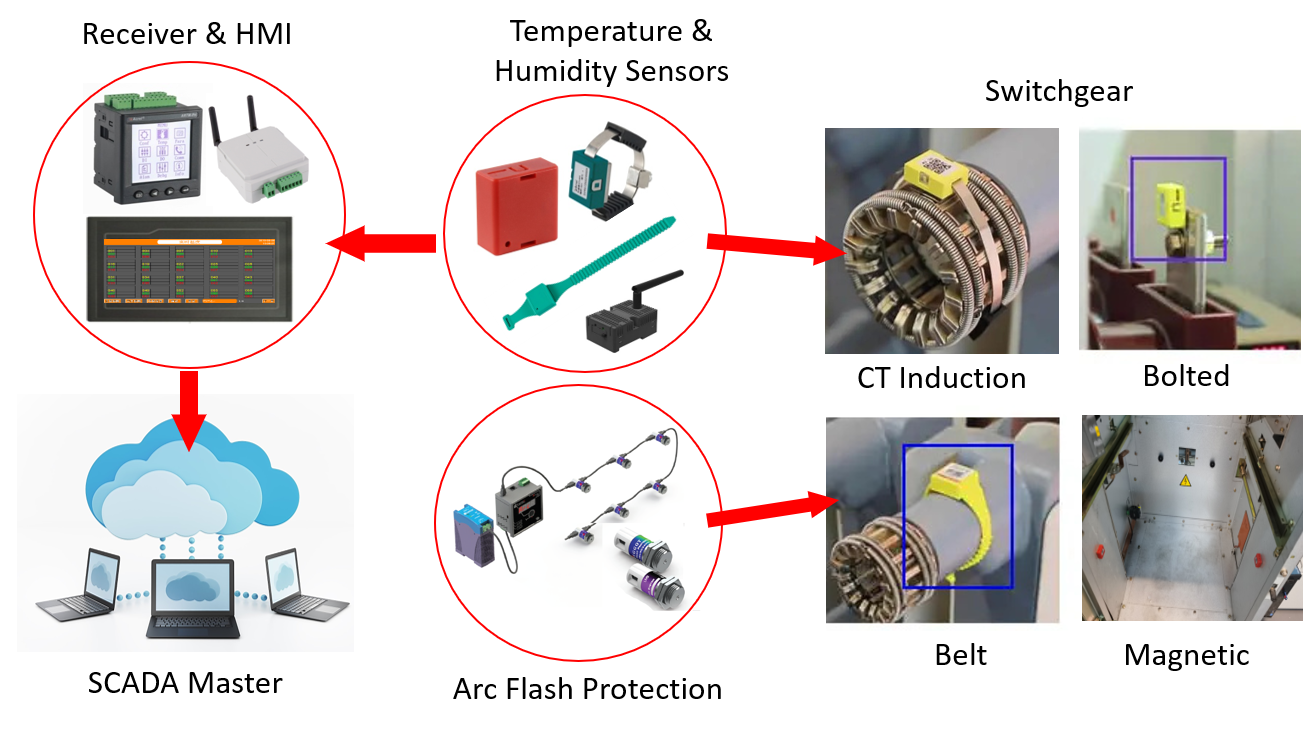 Receiver & HMI
Temperature &
Humidity Sensors
Switchgear
CT Induction
Bolted
SCADA Master
Arc Flash Protection
Belt
Magnetic